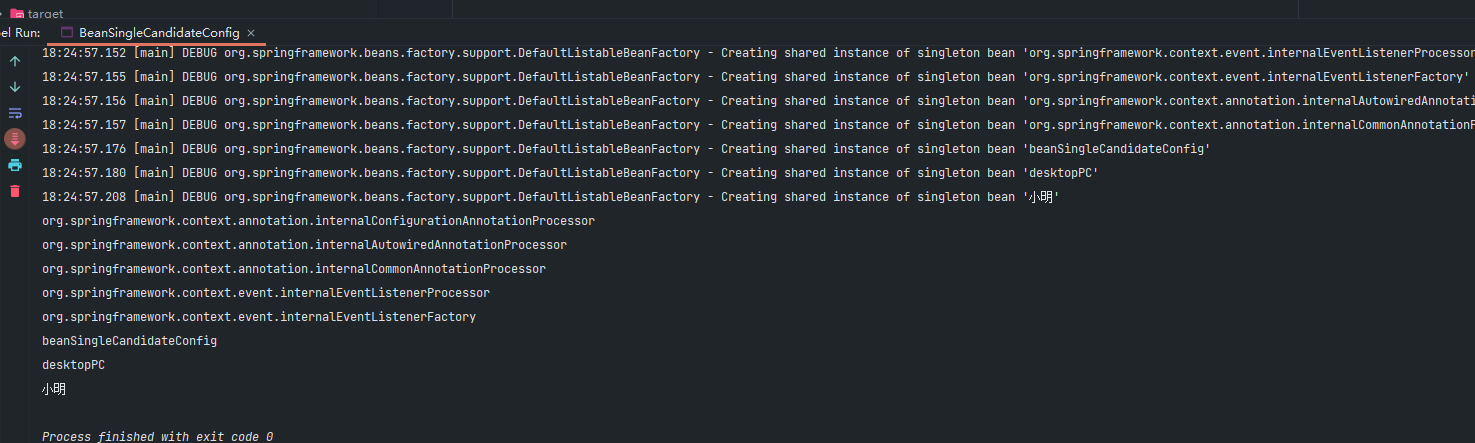 target
el Run: BeanSingleCandidateConfig ×
18:24:57.152 [main] DEBUG org.springframework.beans.factory.support.DefaultListableBeanFactory - Creating shared instance of singleton bean 'org.springframework.context.event.internalEventListenerProcessor
18:24:57.155 [main] DEBUG org.springframework.beans.factory.support.DefaultListableBeanFactory - Creating shared instance of singleton bean 'org.springframework.context.event.internalEventListenerFactory'
18:24:57.156 [main] DEBUG org.springframework.beans.factory.support.DefaultListableBeanFactory - Creating shared instance of singleton bean 'org.springframework.context.annotation.internalAutowiredAnnotati
18:24:57.157 [main] DEBUG org.springframework.beans.factory.support.DefaultListableBeanFactory - Creating shared instance of singleton bean 'org.springframework.context.annotation.internalCommonAnnotationP
18:24:57.176 [main] DEBUG org.springframework.beans.factory.support.DefaultListableBeanFactory - Creating shared instance of singleton bean 'beanSingleCandidateConfig'
18:24:57.180 [main] DEBUG org.springframework.beans.factory.support.DefaultListableBeanFactory - Creating shared instance of singleton bean 'desktopPC'
18:24:57.208 [main] DEBUG org.springframework.beans.factory.support.DefaultListableBeanFactory - Creating shared instance of singleton bean '小明'
org.springframework.context.annotation.internalConfigurationAnnotationProcessor
org.springframework.context.annotation.internalAutowiredAnnotationProcessor
org.springframework.context.annotation.internalCommonAnnotationProcessor
org.springframework.context.event.internalEventListenerProcessor
org.springframework.context.event.internalEventListenerFactory
beanSingleCandidateConfig
desktopPC
小明
Process finished with exit code 0